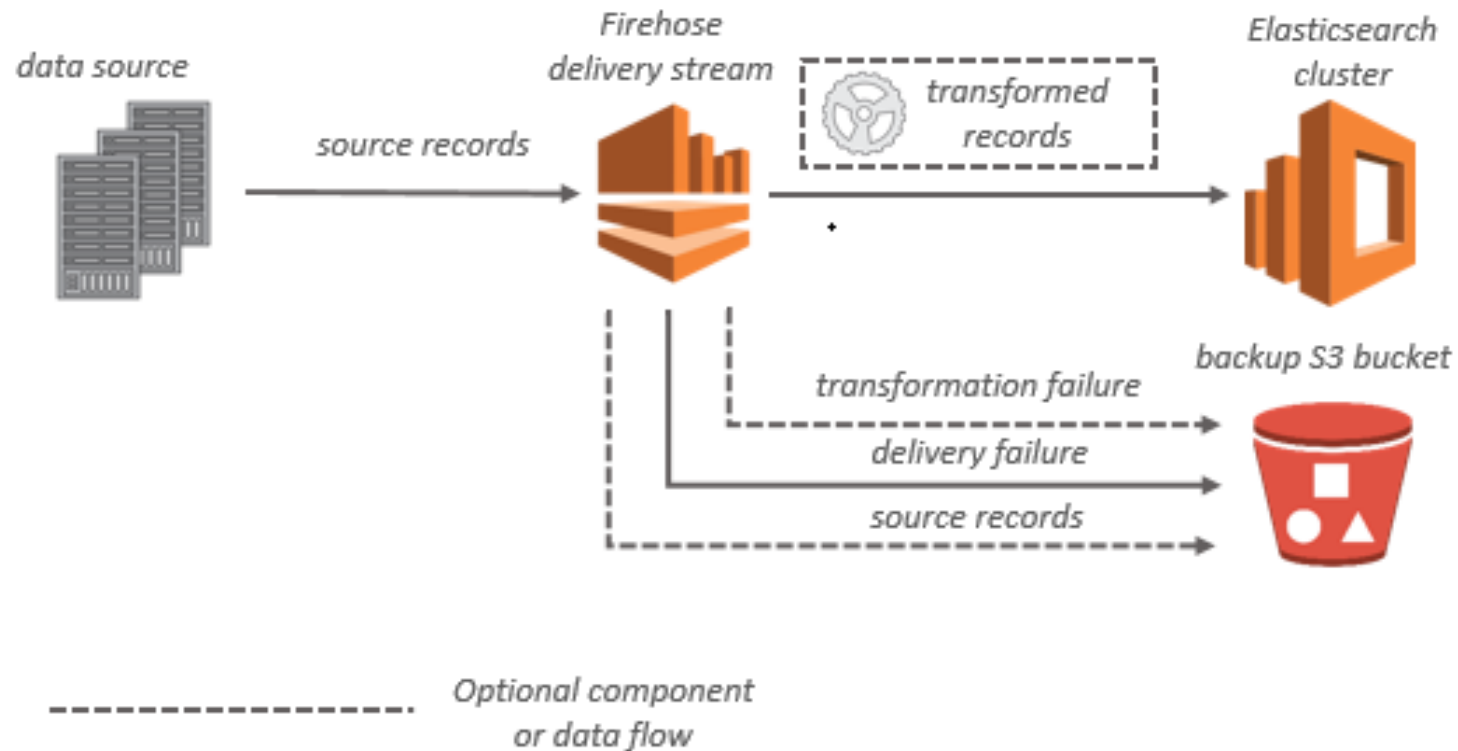 data source
source records
Firehose
delivery stream
transformed
records
Elasticsearch
cluster
backup S3 bucket
transformation failure
delivery failure
source records
Optional component
or data flow